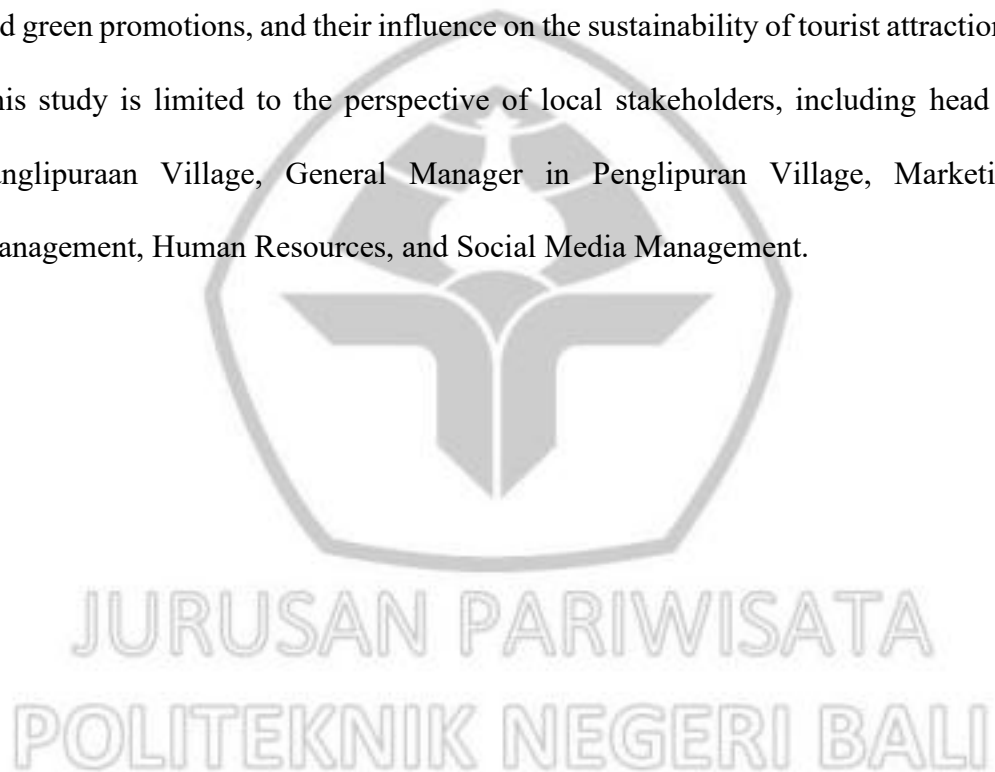 d green promotions, and their influence on the sustainability of tourist attraction
his study is limited to the perspective of local stakeholders, including head
anglipuraan Village, General Manager in Penglipuran Village, Marketi
anagement, Human Resources, and Social Media Management.
JURUSAN PARIWISATA
POLITEKNIK NEGERI BALI